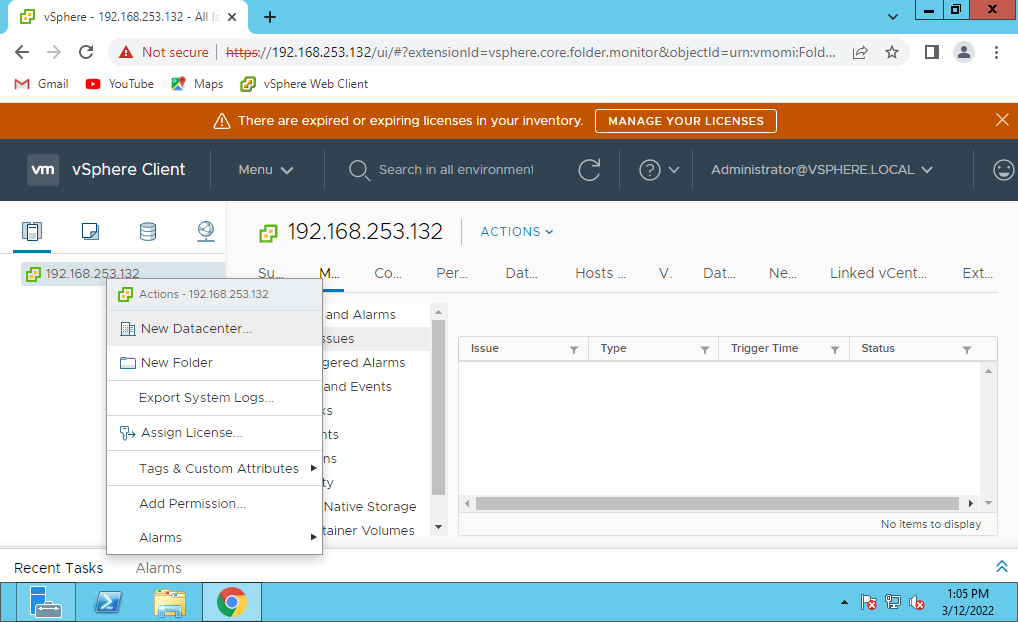 vSphere - 192.168.253.132 - All Is
Not secure
https://192.168.253.132/ui/#?extensionId=vsphere.core.folder.monitor&objectId=urn:vmomi:Fold...
Gmail
YouTube
Maps
vSphere Web Client
There are expired or expiring licenses in your inventory.
MANAGE YOUR LICENSES
vm
vSphere Client
Menu
Search in all environment
Administrator@VSPHERE.LOCAL
192.168.253.132
ACTIONS
192.168.253.132
Su...
M...
Co...
Per...
Dat...
Hosts ...
V.
Dat...
Ne...
Linked vCent...
Ext...
Actions - 192.168.253.132
New Datacenter...
New Folder
Export System Logs...
Assign License...
Tags & Custom Attributes
Add Permission...
Alarms
and Alarms
ssues
gered Alarms
and Events
ks
nts
ns
ty
Native Storage
tainer Volumes
Issue
Type
Trigger Time
Status
No items to display
Recent Tasks
Alarms
1:05 PM
3/12/2022